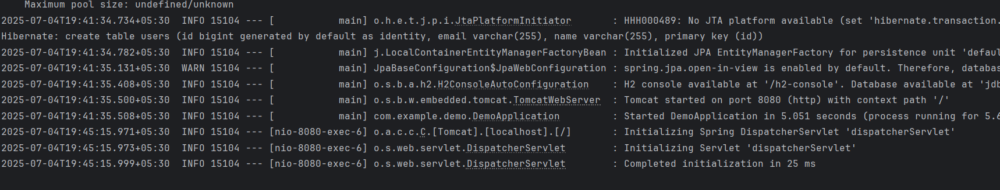 Maximum pool size: undefined/unknown
2025-07-04T19:41:34.734+05:30  INFO 15104 --- [           main] o.h.e.t.j.p.i.JtaPlatformInitiator       : HHH000489: No JTA platform available (set 'hibernate.transaction.
Hibernate: create table users (id bigint generated by default as identity, email varchar(255), name varchar(255), primary key (id))
2025-07-04T19:41:34.782+05:30  INFO 15104 --- [           main] j.LocalContainerEntityManagerFactoryBean : Initialized JPA EntityManagerFactory for persistence unit 'defaul
2025-07-04T19:41:35.131+05:30  WARN 15104 --- [           main] JpaBaseConfiguration$JpaWebConfiguration : spring.jpa.open-in-view is enabled by default. Therefore, databas
2025-07-04T19:41:35.408+05:30  INFO 15104 --- [           main] o.s.b.a.h2.H2ConsoleAutoConfiguration    : H2 console available at '/h2-console'. Database available at 'jdb
2025-07-04T19:41:35.500+05:30  INFO 15104 --- [           main] o.s.b.w.embedded.tomcat.TomcatWebServer  : Tomcat started on port 8080 (http) with context path '/'
2025-07-04T19:41:35.508+05:30  INFO 15104 --- [           main] com.example.demo.DemoApplication         : Started DemoApplication in 5.051 seconds (process running for 5.6
2025-07-04T19:45:15.971+05:30  INFO 15104 --- [nio-8080-exec-6] o.a.c.c.C.[Tomcat].[localhost].[/]       : Initializing Spring DispatcherServlet 'dispatcherServlet'
2025-07-04T19:45:15.973+05:30  INFO 15104 --- [nio-8080-exec-6] o.s.web.servlet.DispatcherServlet        : Initializing Servlet 'dispatcherServlet'
2025-07-04T19:45:15.999+05:30  INFO 15104 --- [nio-8080-exec-6] o.s.web.servlet.DispatcherServlet        : Completed initialization in 25 ms